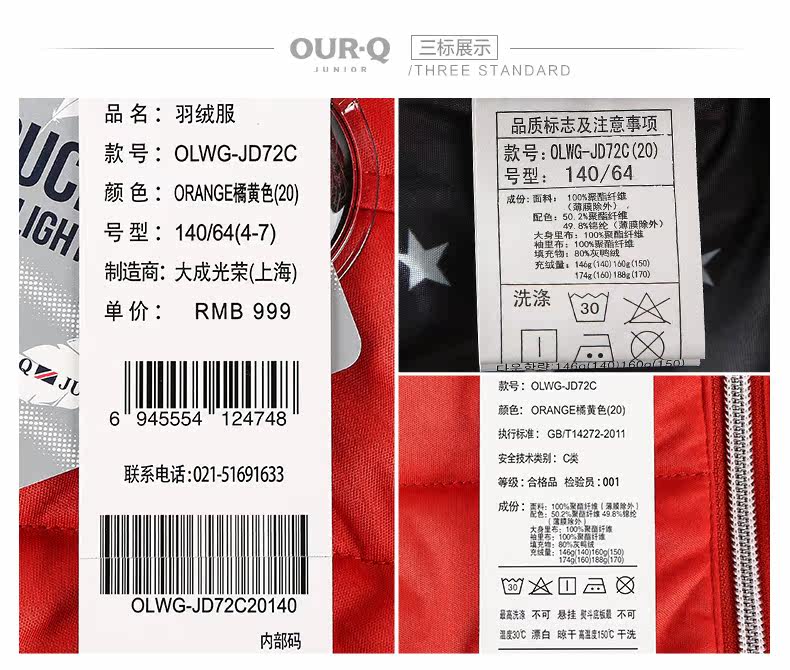 OUR·Q
JUNIOR
三标展示
/THREE STANDARD
品 名： 羽绒服
款 号： OLWG-JD72C
颜 色： ORANGE橘黄色(20)
号 型： 140/64(4-7)
制造商： 大成光荣(上海)
单 价： RMB 999
6 945554 124748
联系电话:021-51691633
OLWG-JD72C20140
内部码
UC
LIGH
Q JU
品质标志及注意事项
款号:OLWG-JD72C(20)
号型: 140/64
成份: 面料: 100%聚酯纤维
(薄膜除外)
配色: 50.2%聚酯纤维
49.8%锦纶(薄膜除外)
大身里布: 100%聚酯纤维
袖里布: 100%聚酯纤维
填充物: 80%灰鸭绒
充绒量: 146g(140)160g(150)
174g(160)188g(170)
洗涤
30
146g(140)160g(150)
款号: OLWG-JD72C
颜色: ORANGE橘黄色(20)
执行标准: GB/T14272-2011
安全技术类别: C类
等级: 合格品 检验员:001
成份: 面料: 100%聚酯纤维(薄膜除外)
配色: 50.2%聚酯纤维 49.8%锦纶
(薄膜除外)
大身里布: 100%聚酯纤维
袖里布: 100%聚酯纤维
填充物: 80%灰鸭绒
充绒量: 146g(140)160g(150)
174g(160)188g(170)
30
最高洗涤 不可 悬挂 熨斗底板最 不可
温度30℃ 漂白 晾干 高温度150℃ 干洗